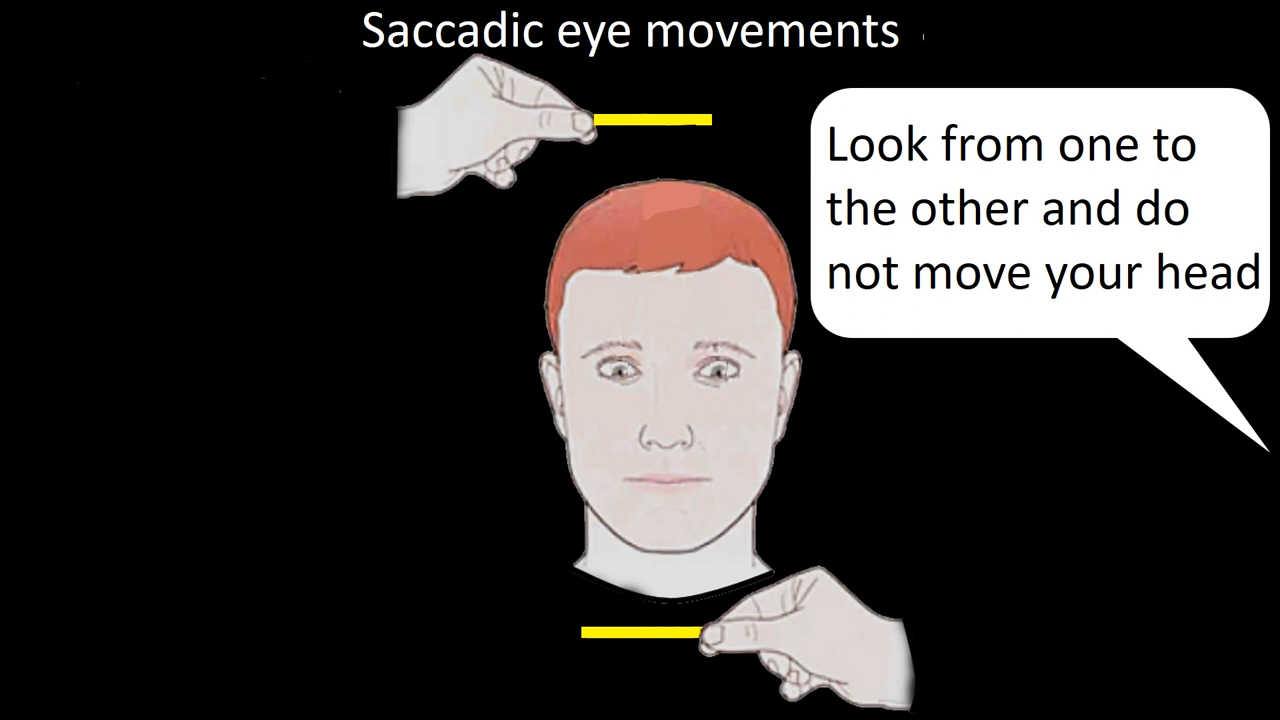 Saccadic eye movements
Look from one to
the other and do
not move your head